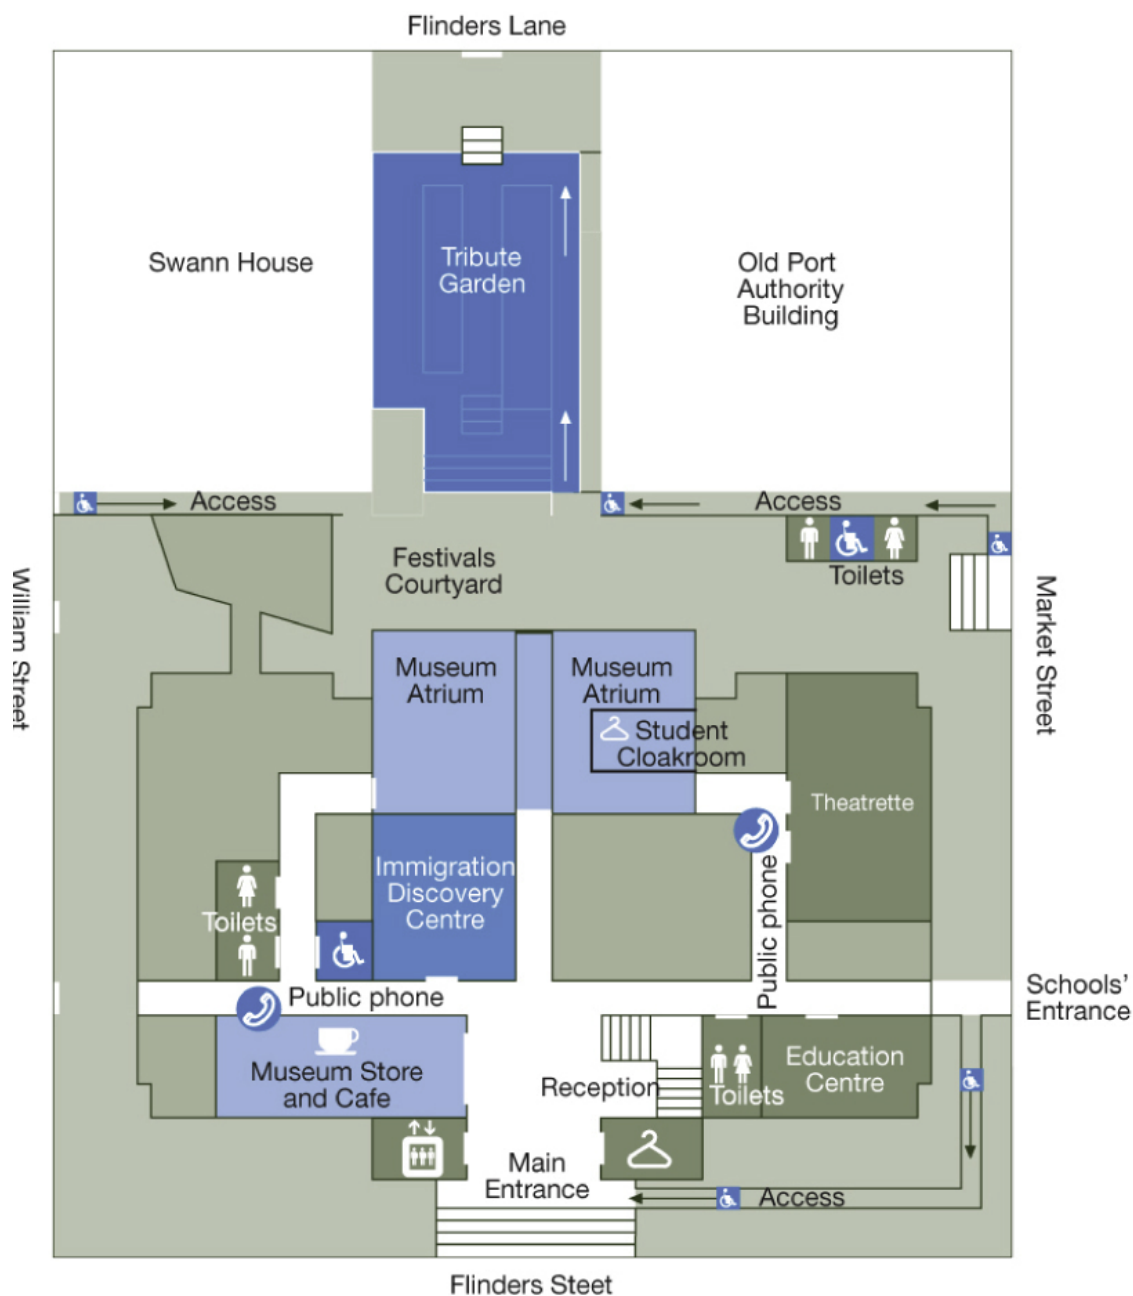 Flinders Lane
Swann House
Tribute
Garden
Old Port
Authority
Building
Access
Access
Festivals
Courtyard
Toilets
William Street
Market Street
Museum
Atrium
Museum
Atrium
Student
Cloakroom
Theatrette
Immigration
Discovery
Centre
Toilets
Public phone
Public phone
Schools'
Entrance
Museum Store
and Cafe
Reception
Toilets
Education
Centre
Main
Entrance
Access
Flinders Steet